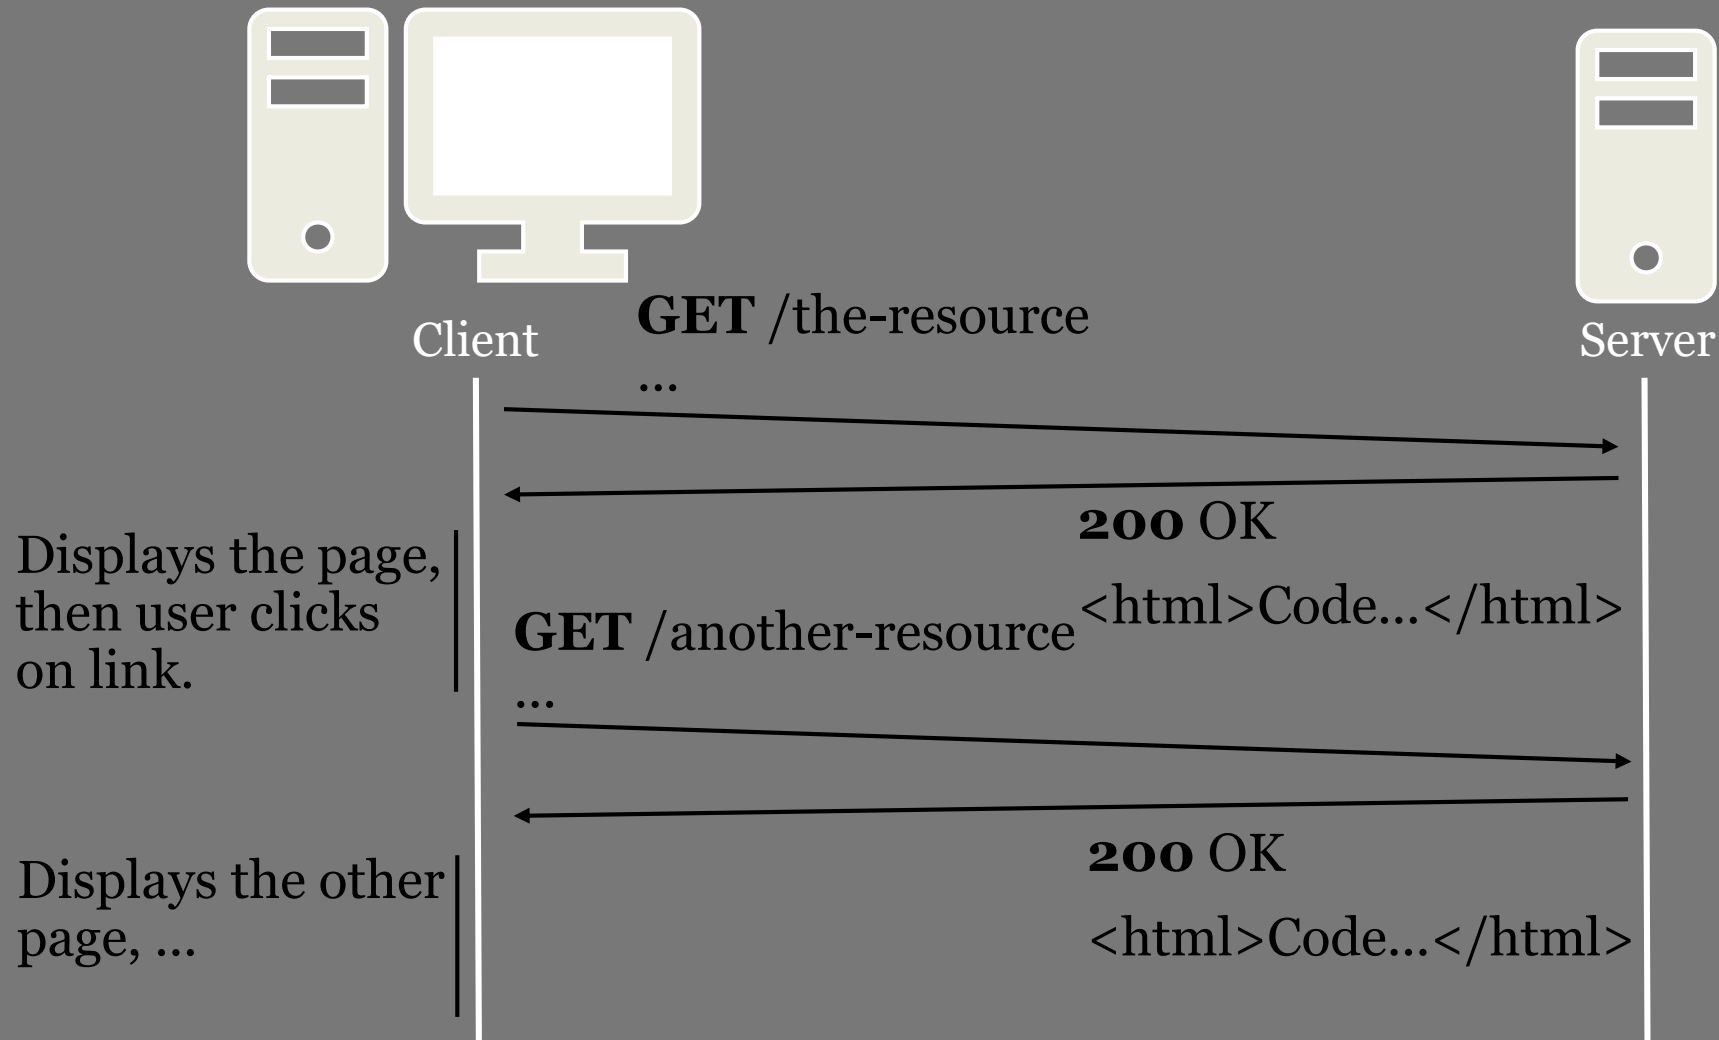 Client
Server
GET /the-resource
...
200 OK
<html>Code...</html>
Displays the page,
then user clicks
on link.
GET /another-resource
...
200 OK
<html>Code...</html>
Displays the other
page, ...